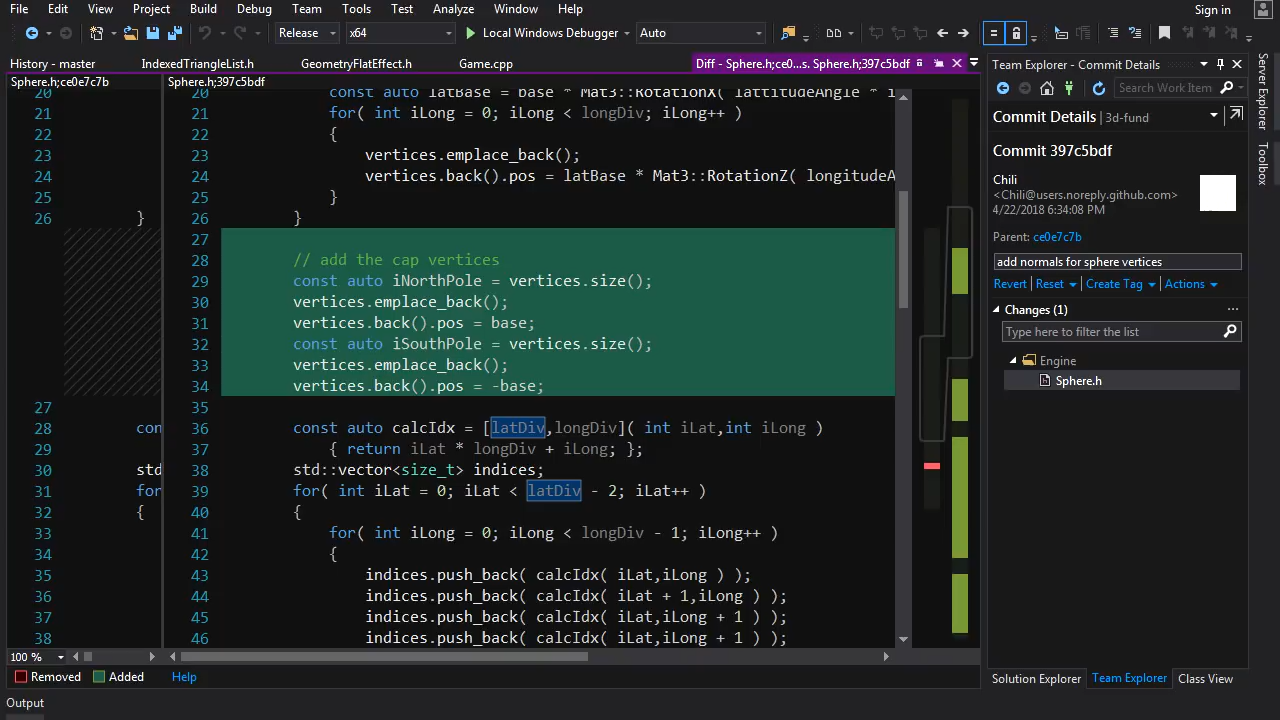 File Edit View Project Build Debug Team Tools Test Analyze Window Help Sign in
Release x64 Local Windows Debugger Auto
History - master IndexedTriangleList.h GeometryFlatEffect.h Game.cpp Diff - Sphere.h;ce0...s. Sphere.h;397c5bdf
Sphere.h;ce0e7c7b Sphere.h;397c5bdf
20 20 const auto latBase = base * Mat3::RotationX( lattitudeAngle * i
21 21 for( int iLong = 0; iLong < longDiv; iLong++ )
22 22 {
23 23 vertices.emplace_back();
24 24 vertices.back().pos = latBase * Mat3::RotationZ( longitudeA
25 25 }
26 } 26 }
27
28 // add the cap vertices
29 const auto iNorthPole = vertices.size();
30 vertices.emplace_back();
31 vertices.back().pos = base;
32 const auto iSouthPole = vertices.size();
33 vertices.emplace_back();
34 vertices.back().pos = -base;
27 35
28 con 36 const auto calcIdx = [latDiv,longDiv]( int iLat,int iLong )
29 37 { return iLat * longDiv + iLong; };
30 std 38 std::vector<size_t> indices;
31 for 39 for( int iLat = 0; iLat < latDiv - 2; iLat++ )
32 { 40 {
33 41 for( int iLong = 0; iLong < longDiv - 1; iLong++ )
34 42 {
35 43 indices.push_back( calcIdx( iLat,iLong ) );
36 44 indices.push_back( calcIdx( iLat + 1,iLong ) );
37 45 indices.push_back( calcIdx( iLat,iLong + 1 ) );
38 46 indices.push_back( calcIdx( iLat,iLong + 1 ) );
100 %
Removed Added Help
Output
Team Explorer - Commit Details
Search Work Item
Commit Details | 3d-fund
Commit 397c5bdf
Chili
<Chili@users.noreply.github.com>
4/22/2018 6:34:08 PM
Parent: ce0e7c7b
add normals for sphere vertices
Revert Reset Create Tag Actions
Changes (1)
Type here to filter the list
Engine
Sphere.h
Solution Explorer Team Explorer Class View
Server Explorer
Toolbox